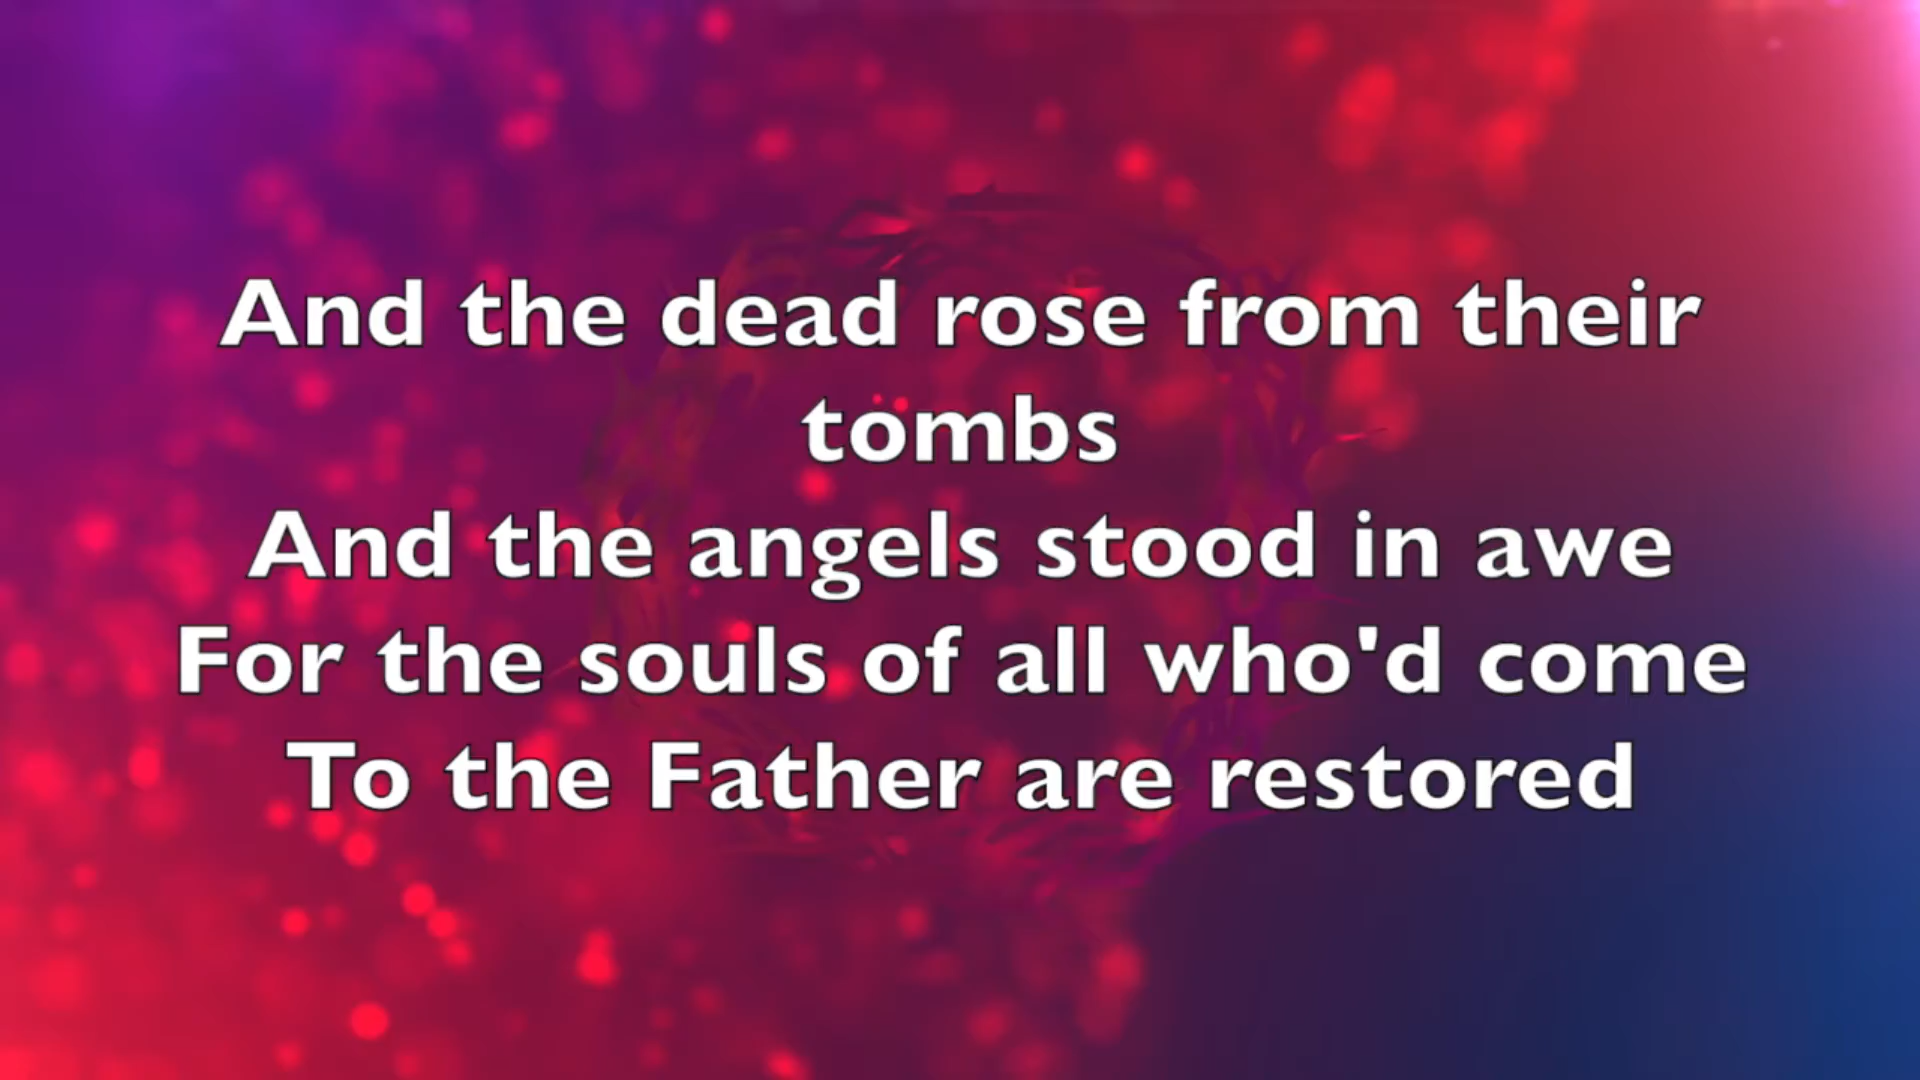 And the dead rose from their
tombs
And the angels stood in awe
For the souls of all who'd come
To the Father are restored